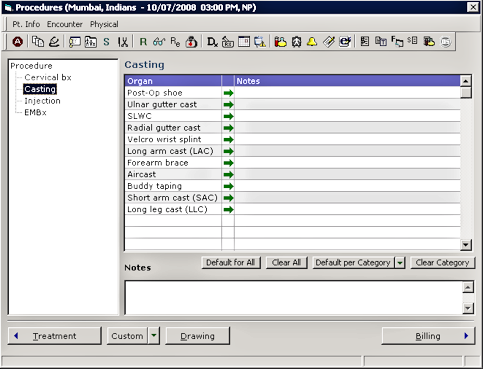 Procedures (Mumbai, Indians - 10/07/2008 03:00 PM, NP)
Pt. Info Encounter Physical
Procedure
Cervical bx
Casting
Injection
EMBx
Casting
Organ Notes
Post-Op shoe
Ulnar gutter cast
SLWC
Radial gutter cast
Velcro wrist splint
Long arm cast (LAC)
Forearm brace
Aircast
Buddy taping
Short arm cast (SAC)
Long leg cast (LLC)
Notes
Default for All Clear All Default per Category Clear Category
Treatment Custom Drawing Billing